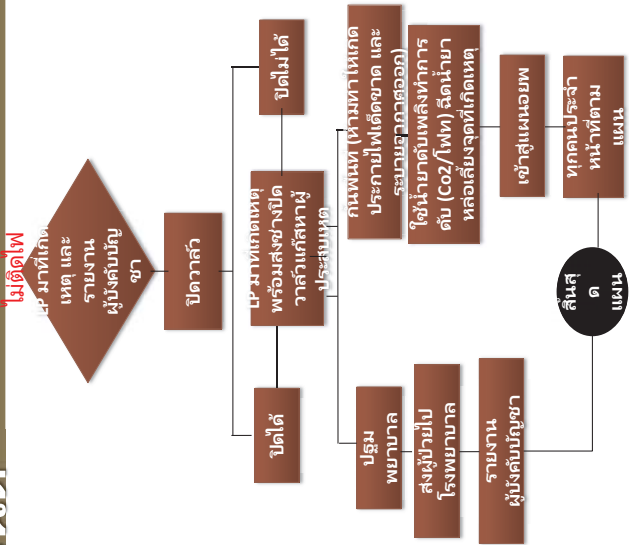 ไม่ติดไฟ
EP มาที่เกิด
เหตุ และ
รายงาน
ผู้บังคับบัญ
ชา
ปิดวาล์ว
ปิดได้
ปิดไม่ได้
EP มาที่เกิดเหตุ
พร้อมส่งช่างปิด
วาล์วแก๊สหาผู้
ประสบเหตุ
กันพื้นที่ (ห้ามทำให้เกิด
ประกายไฟเด็ดขาด และ
ระบายอากาศออก)
ใช้น้ำยาดับเพลิงทำการ
ดับ (Co2/โฟท) ฉีดน้ำยา
หล่อเลี้ยงจุดที่เกิดเหตุ
เข้าสู่แผนอยพ
ทุกคนประจำ
หน้าที่ตาม
แผน
ปฐม
พยาบาล
ส่งผู้ป่วยไป
โรงพยาบาล
รายงาน
ผู้บังคับบัญชา
สิ้นสุ
ด
แผน